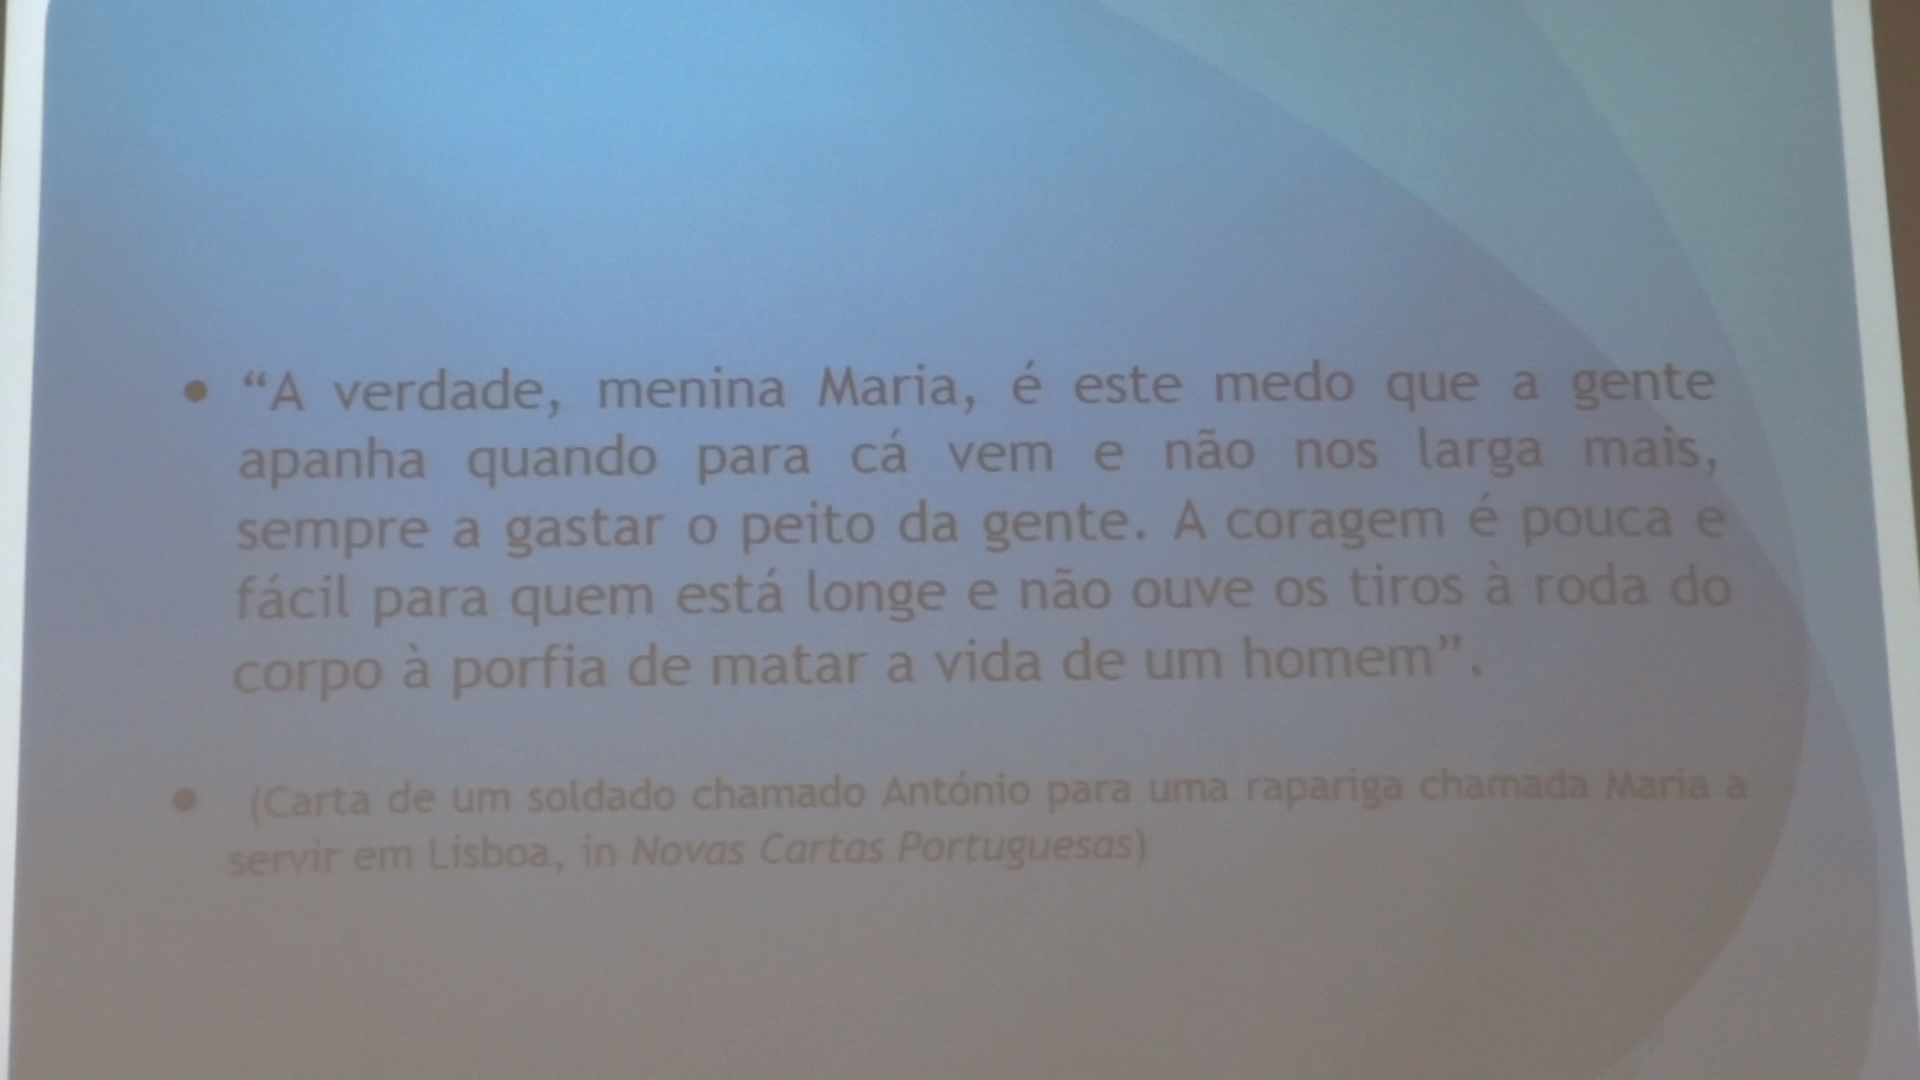 • “A verdade, menina Maria, é este medo que a gente
apanha quando para cá vem e não nos larga mais,
sempre a gastar o peito da gente. A coragem é pouca e
fácil para quem está longe e não ouve os tiros à roda do
corpo à porfia de matar a vida de um homem”.
• (Carta de um soldado chamado António para uma rapariga chamada Maria a
servir em Lisboa, in Novas Cartas Portuguesas)